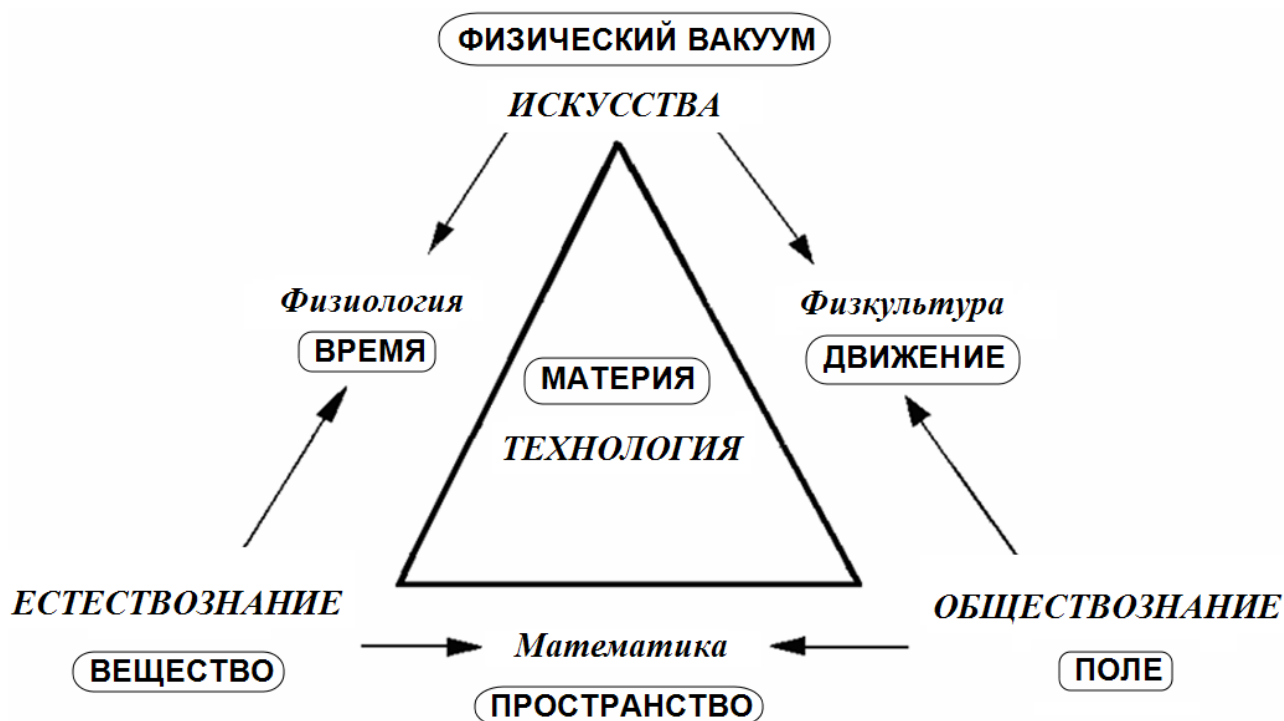 ФИЗИЧЕСКИЙ ВАКУУМ
ИСКУССТВА
Физиология
ВРЕМЯ
Физкультура
ДВИЖЕНИЕ
МАТЕРИЯ
ТЕХНОЛОГИЯ
ЕСТЕСТВОЗНАНИЕ
ВЕЩЕСТВО
Математика
ПРОСТРАНСТВО
ОБЩЕСТВОЗНАНИЕ
ПОЛЕ